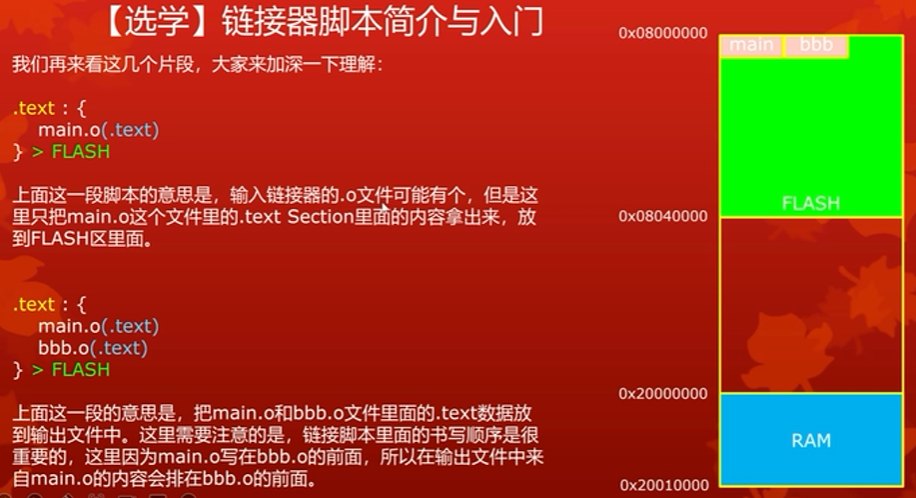 【选学】链接器脚本简介与入门
我们再来看这几个片段，大家来加深一下理解：
.text : {
main.o(.text)
} > FLASH
上面这一段脚本的意思是，输入链接器的.o文件可能有个，但是这
里只把main.o这个文件里的.text Section里面的内容拿出来，放
到FLASH区里面。
.text : {
main.o(.text)
bbb.o(.text)
} > FLASH
上面这一段的意思是，把main.o和bbb.o文件里面的.text数据放
到输出文件中。这里需要注意的是，链接脚本里面的书写顺序是很
重要的，这里因为main.o写在bbb.o的前面，所以在输出文件中来
自main.o的内容会排在bbb.o的前面。
0x08000000
main
bbb
FLASH
0x08040000
0x20000000
RAM
0x20010000